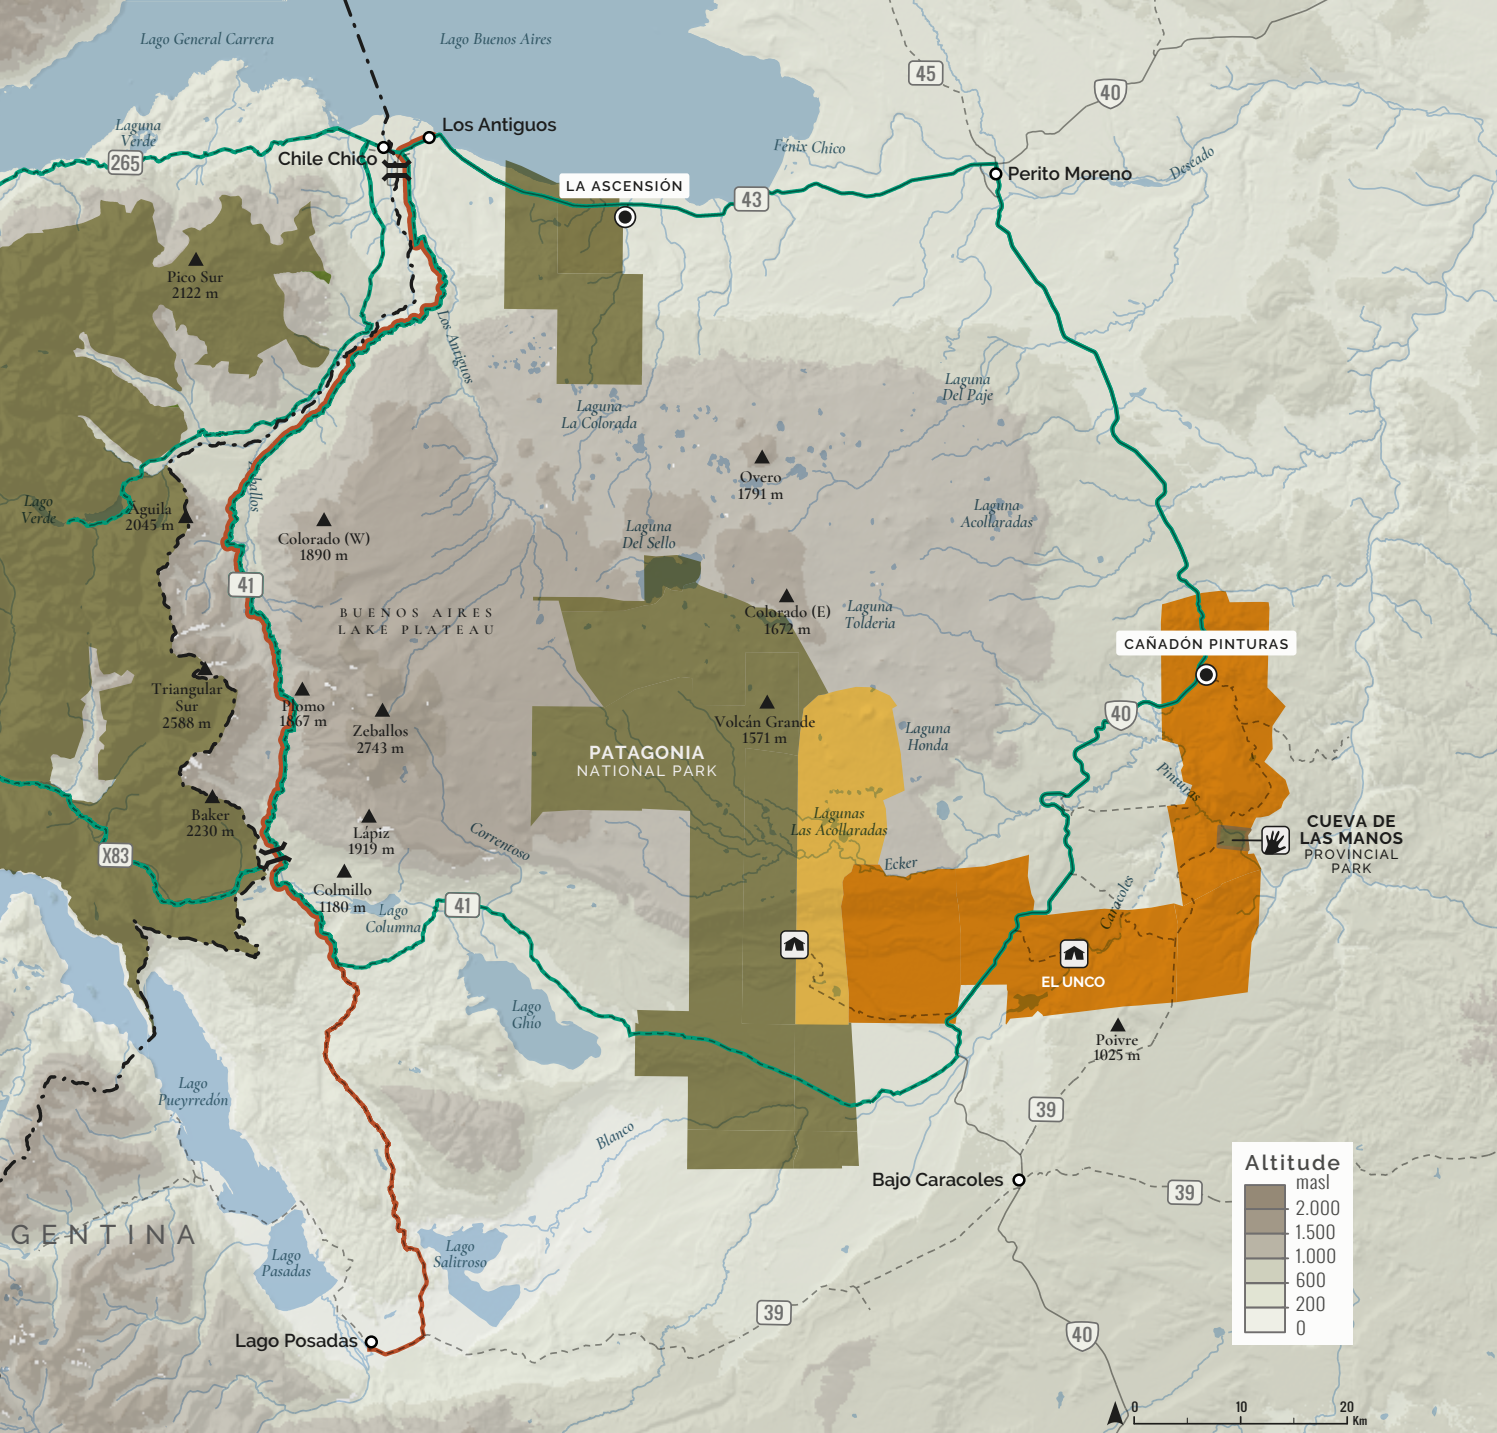 Lago General Carrera
Lago Buenos Aires
45
40
Laguna
Verde
265
Chile Chico
Los Antiguos
LA ASCENSIÓN
43
Fénix Chico
Perito Moreno
Deseado
Pico Sur
2122 m
Los Antiguos
Laguna
La Colorada
Laguna
Del Paje
Overo
1791 m
Lago
Verde
Águila
2045 m
Colorado (W)
1890 m
Laguna
Del Sello
Laguna
Acollaradas
41
BUENOS AIRES
LAKE PLATEAU
Colorado (E)
1672 m
Laguna
Tolderia
CAÑADÓN PINTURAS
Triangular
Sur
2588 m
Plomo
1867 m
Zeballos
2743 m
Volcán Grande
1571 m
Laguna
Honda
40
PATAGONIA
NATIONAL PARK
Pinturas
Baker
2230 m
Lápiz
1919 m
Correntoso
Lagunas
Las Acollaradas
CUEVA DE
LAS MANOS
PROVINCIAL
PARK
X83
Ecker
Colmillo
1180 m
Lago
Columna
41
Caracoles
EL UNCO
Lago
Ghío
Poivre
1025 m
Lago
Pueyrredón
39
Blanco
Bajo Caracoles
39
GENTINA
Lago
Pasadas
Lago
Salitroso
39
Lago Posadas
40
Altitude
masl
2.000
1.500
1.000
600
200
0
0
10
20
Km